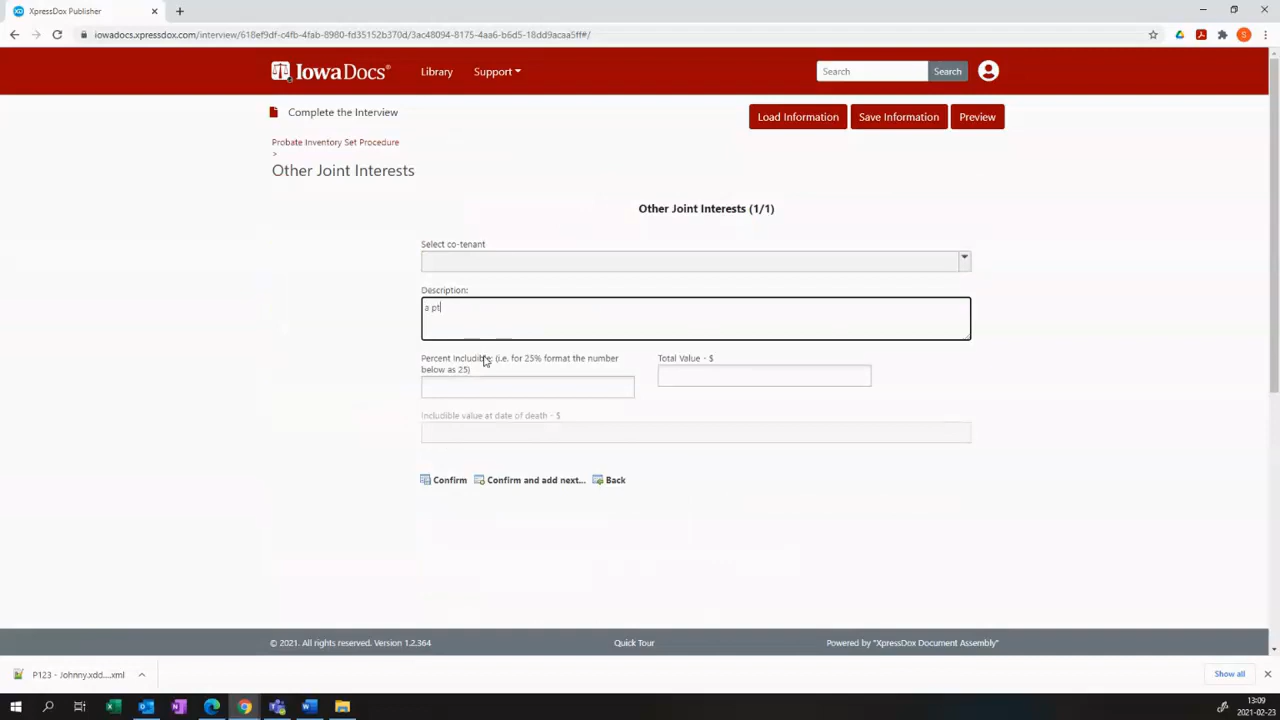 XpressDox Publisher
iowadocs.xpressdox.com/interview/618ef9df-c4fb-4fab-8980-fd35152b370d/3ac48094-8175-4aa6-b6d5-18dd9acaa5ff#/
S
IowaDocs®
Library
Support
Search
Search
Complete the Interview
Load Information
Save Information
Preview
Probate Inventory Set Procedure
>
Other Joint Interests
Other Joint Interests (1/1)
Select co-tenant
Description:
a pt
Percent Includible: (i.e. for 25% format the number
below as 25)
Total Value - $
Includible value at date of death - $
Confirm
Confirm and add next...
Back
© 2021. All rights reserved. Version 1.2.364
Quick Tour
Powered by "XpressDox Document Assembly"
P123 - Johnny.xdd....xml
Show all
13:09
2021-02-23